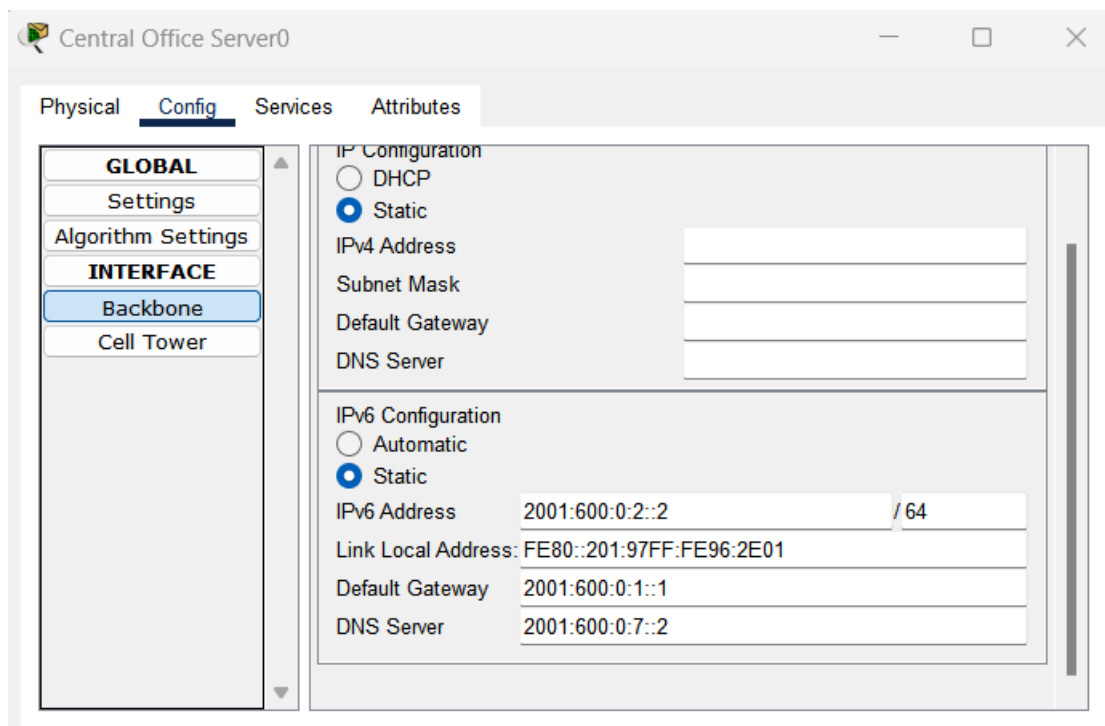 Central Office Server0
Physical Config Services Attributes
GLOBAL
Settings
Algorithm Settings
INTERFACE
Backbone
Cell Tower
IP Configuration
DHCP
Static
IPv4 Address
Subnet Mask
Default Gateway
DNS Server
IPv6 Configuration
Automatic
Static
IPv6 Address 2001:600:0:2::2 / 64
Link Local Address: FE80::201:97FF:FE96:2E01
Default Gateway 2001:600:0:1::1
DNS Server 2001:600:0:7::2